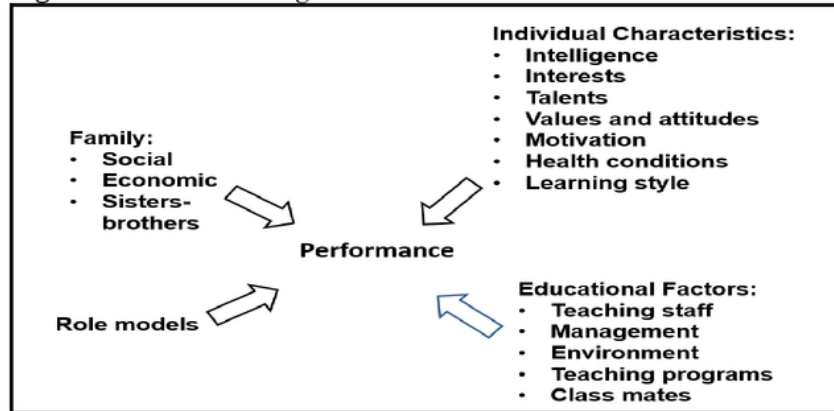 Individual Characteristics:
• Intelligence
• Interests
• Talents
• Values and attitudes
• Motivation
• Health conditions
• Learning style
Family:
• Social
• Economic
• Sisters-
brothers
Performance
Role models
Educational Factors:
• Teaching staff
• Management
• Environment
• Teaching programs
• Class mates